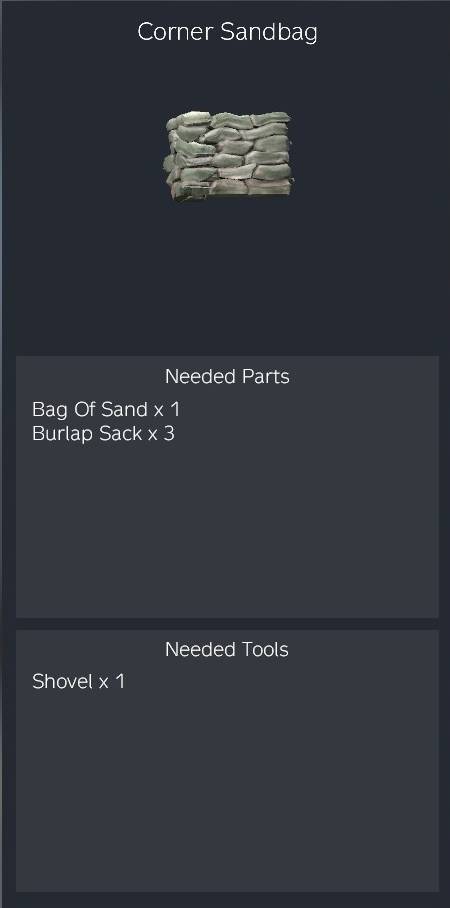 Corner Sandbag
Needed Parts
Bag Of Sand x 1
Burlap Sack x 3
Needed Tools
Shovel x 1